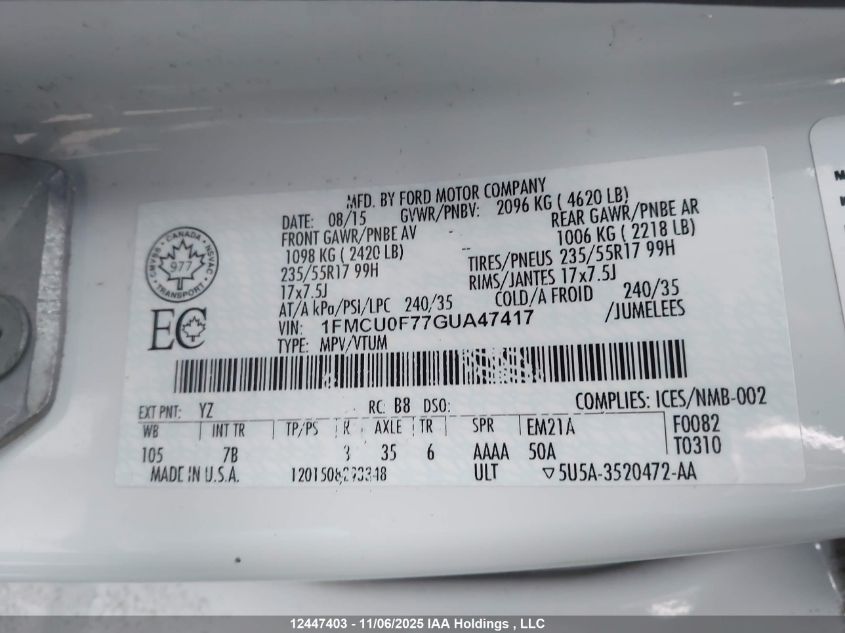 MFD. BY FORD MOTOR COMPANY
DATE: 08/15 GVWR/PNBV: 2096 KG ( 4620 LB)
FRONT GAWR/PNBE AV REAR GAWR/PNBE AR
1098 KG ( 2420 LB) 1006 KG ( 2218 LB)
235/55R17 99H TIRES/PNEUS 235/55R17 99H
17x7.5J RIMS/JANTES 17x7.5J
AT/A kPa/PSI/LPC 240/35 COLD/A FROID 240/35
VIN: 1FMCU0F77GUA47417 /JUMELEES
TYPE: MPV/VTUM
CANADA
977
TRANSPORT
EC
EXT PNT: YZ RC: B8 DSO: COMPLIES: ICES/NMB-002
WB INT TR TP/PS R AXLE TR SPR EM21A F0082
105 7B 3 35 6 AAAA 50A T0310
MADE IN U.S.A. ULT ▽5U5A-3520472-AA
12447403 - 11/06/2025 IAA Holdings , LLC